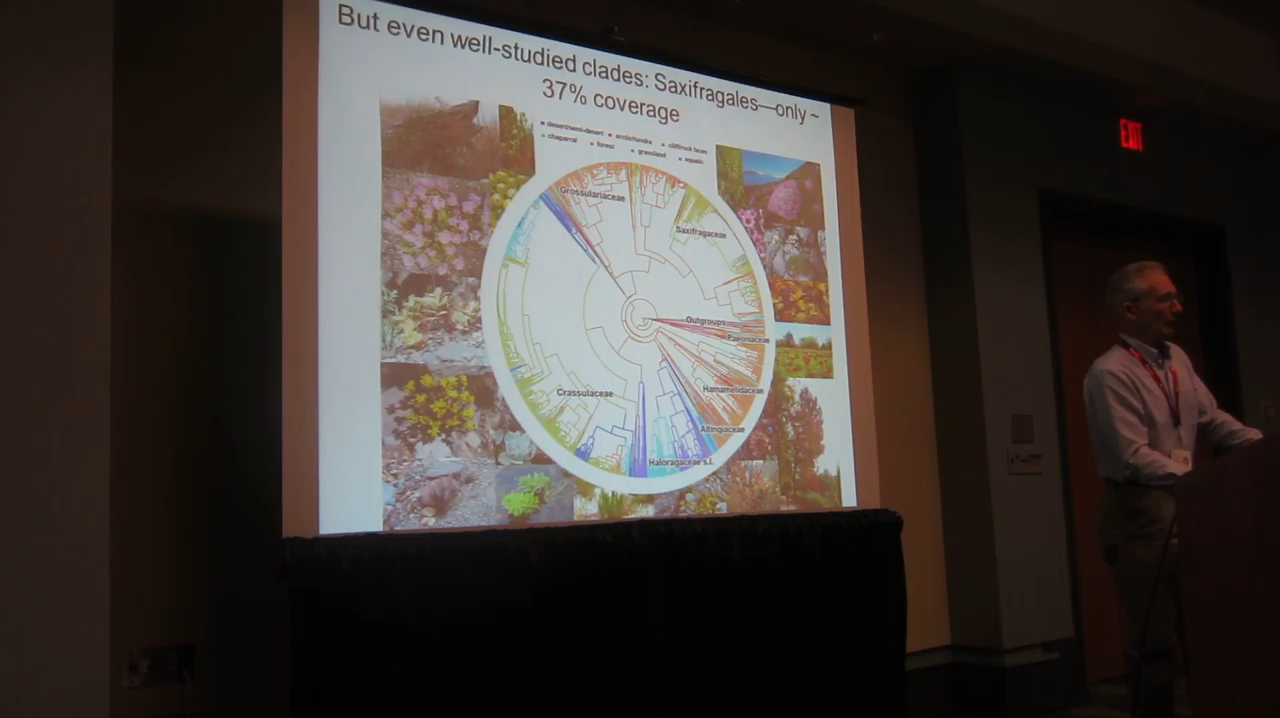 But even well-studied clades: Saxifragales—only ~
37% coverage
desert/semi-desert arctic/tundra cliff/rock faces
chaparral forest grassland aquatic
Grossulariaceae
Saxifragaceae
Outgroups
Paeoniaceae
Hamamelidaceae
Crassulaceae
Altingiaceae
Haloragaceae s.l.
EXIT